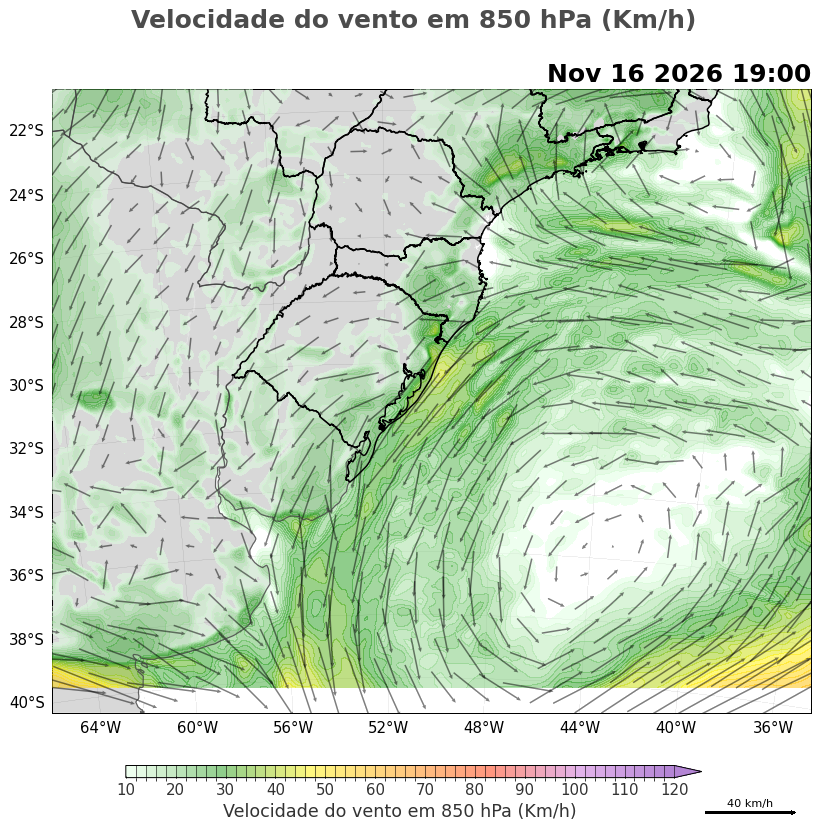 Velocidade do vento em 850 hPa (Km/h)
Nov 16 2026 19:00
22°S
24°S
26°S
28°S
30°S
32°S
34°S
36°S
38°S
40°S
64°W 60°W 56°W 52°W 48°W 44°W 40°W 36°W
10 20 30 40 50 60 70 80 90 100 110 120
Velocidade do vento em 850 hPa (Km/h)
40 km/h